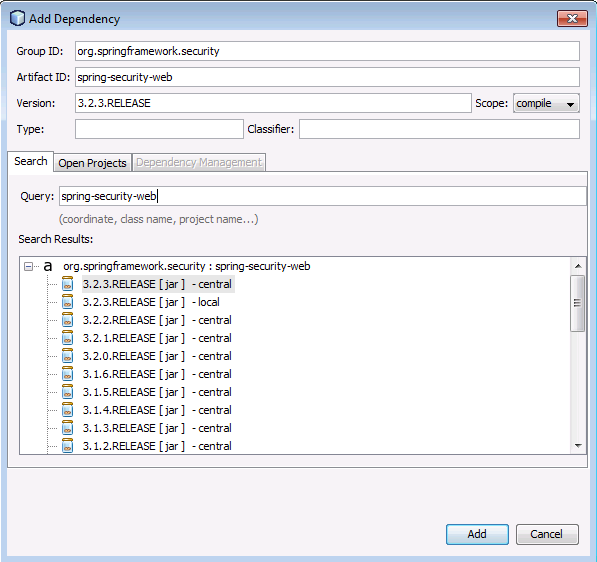 Add Dependency
Group ID: org.springframework.security
Artifact ID: spring-security-web
Version: 3.2.3.RELEASE Scope: compile
Type: Classifier:
Search Open Projects Dependency Management
Query: spring-security-web
(coordinate, class name, project name...)
Search Results:
a org.springframework.security : spring-security-web
3.2.3.RELEASE [ jar ] - central
3.2.3.RELEASE [ jar ] - local
3.2.2.RELEASE [ jar ] - central
3.2.1.RELEASE [ jar ] - central
3.2.0.RELEASE [ jar ] - central
3.1.6.RELEASE [ jar ] - central
3.1.5.RELEASE [ jar ] - central
3.1.4.RELEASE [ jar ] - central
3.1.3.RELEASE [ jar ] - central
3.1.2.RELEASE [ jar ] - central
Add Cancel